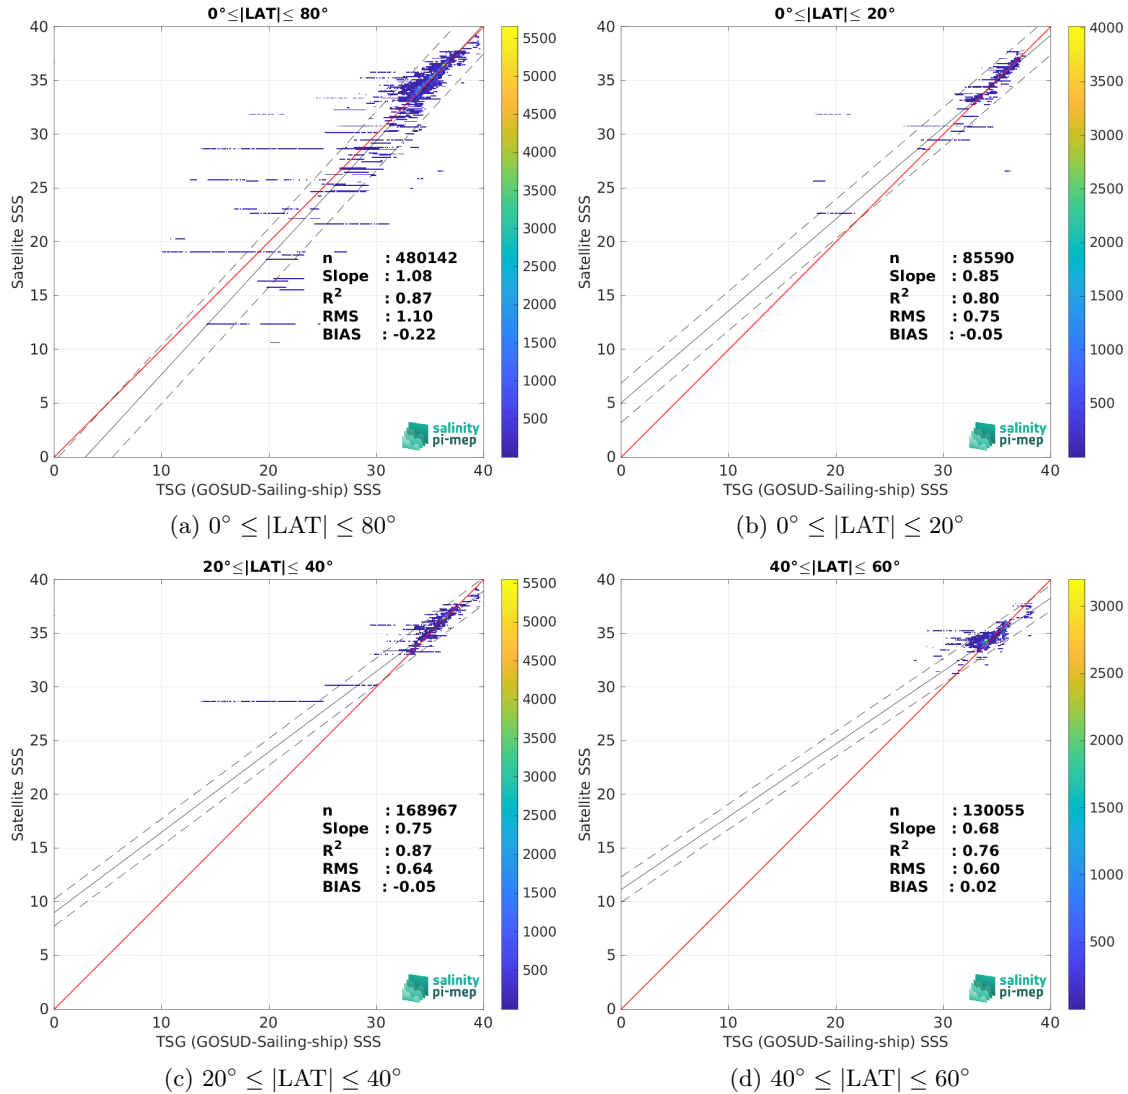 0°≤|LAT|≤ 80°
40
35
30
25
20
15
10
5
0
Satellite SSS
n : 480142
Slope : 1.08
R² : 0.87
RMS : 1.10
BIAS : -0.22
salinity
pi-mep
0 10 20 30 40
TSG (GOSUD-Sailing-ship) SSS
5500
5000
4500
4000
3500
3000
2500
2000
1500
1000
500
(a) 0° ≤ |LAT| ≤ 80°
0°≤|LAT|≤ 20°
40
35
30
25
20
15
10
5
0
Satellite SSS
n : 85590
Slope : 0.85
R² : 0.80
RMS : 0.75
BIAS : -0.05
salinity
pi-mep
0 10 20 30 40
TSG (GOSUD-Sailing-ship) SSS
4000
3500
3000
2500
2000
1500
1000
500
(b) 0° ≤ |LAT| ≤ 20°
20°≤|LAT|≤ 40°
40
35
30
25
20
15
10
5
0
Satellite SSS
n : 168967
Slope : 0.75
R² : 0.87
RMS : 0.64
BIAS : -0.05
salinity
pi-mep
0 10 20 30 40
TSG (GOSUD-Sailing-ship) SSS
5500
5000
4500
4000
3500
3000
2500
2000
1500
1000
500
(c) 20° ≤ |LAT| ≤ 40°
40°≤|LAT|≤ 60°
40
35
30
25
20
15
10
5
0
Satellite SSS
n : 130055
Slope : 0.68
R² : 0.76
RMS : 0.60
BIAS : 0.02
salinity
pi-mep
0 10 20 30 40
TSG (GOSUD-Sailing-ship) SSS
3000
2500
2000
1500
1000
500
(d) 40° ≤ |LAT| ≤ 60°